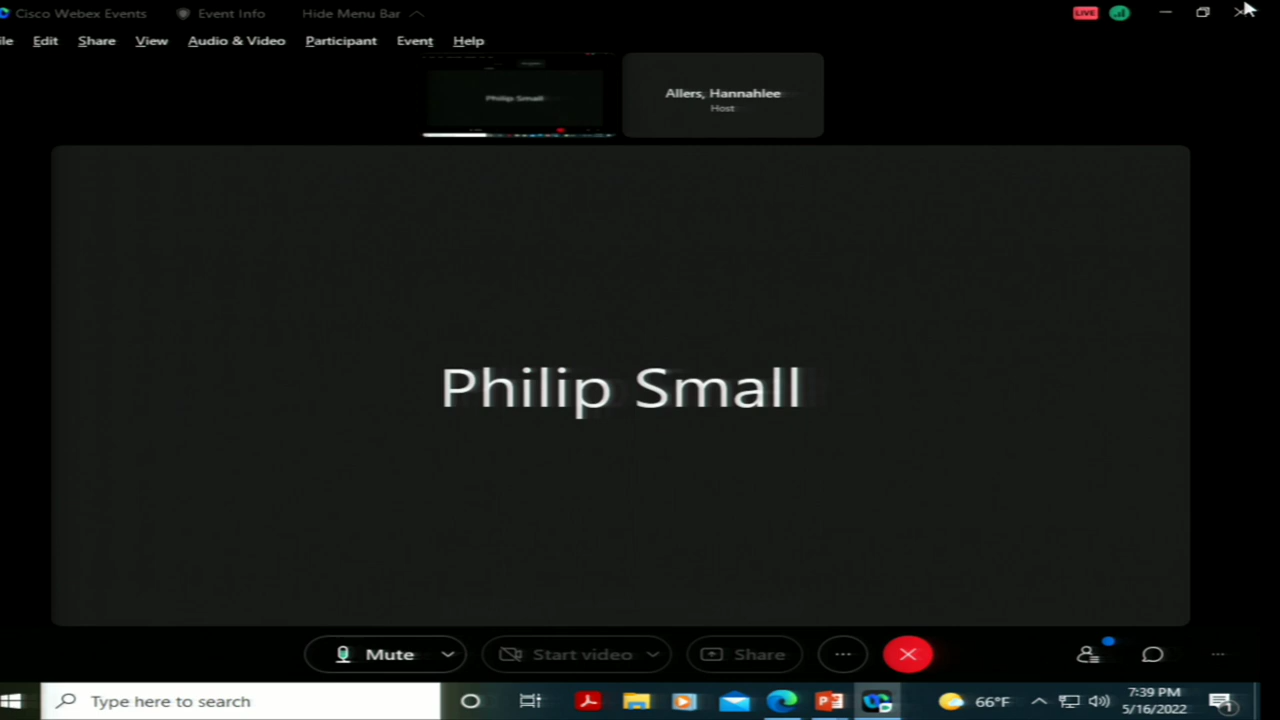 Cisco Webex Events Event Info Hide Menu Bar LIVE
ile Edit Share View Audio & Video Participant Event Help
Philip Small
Allers, Hannahlee
Host
Philip Small
Mute Start video Share
Type here to search 66°F 7:39 PM
5/16/2022 1